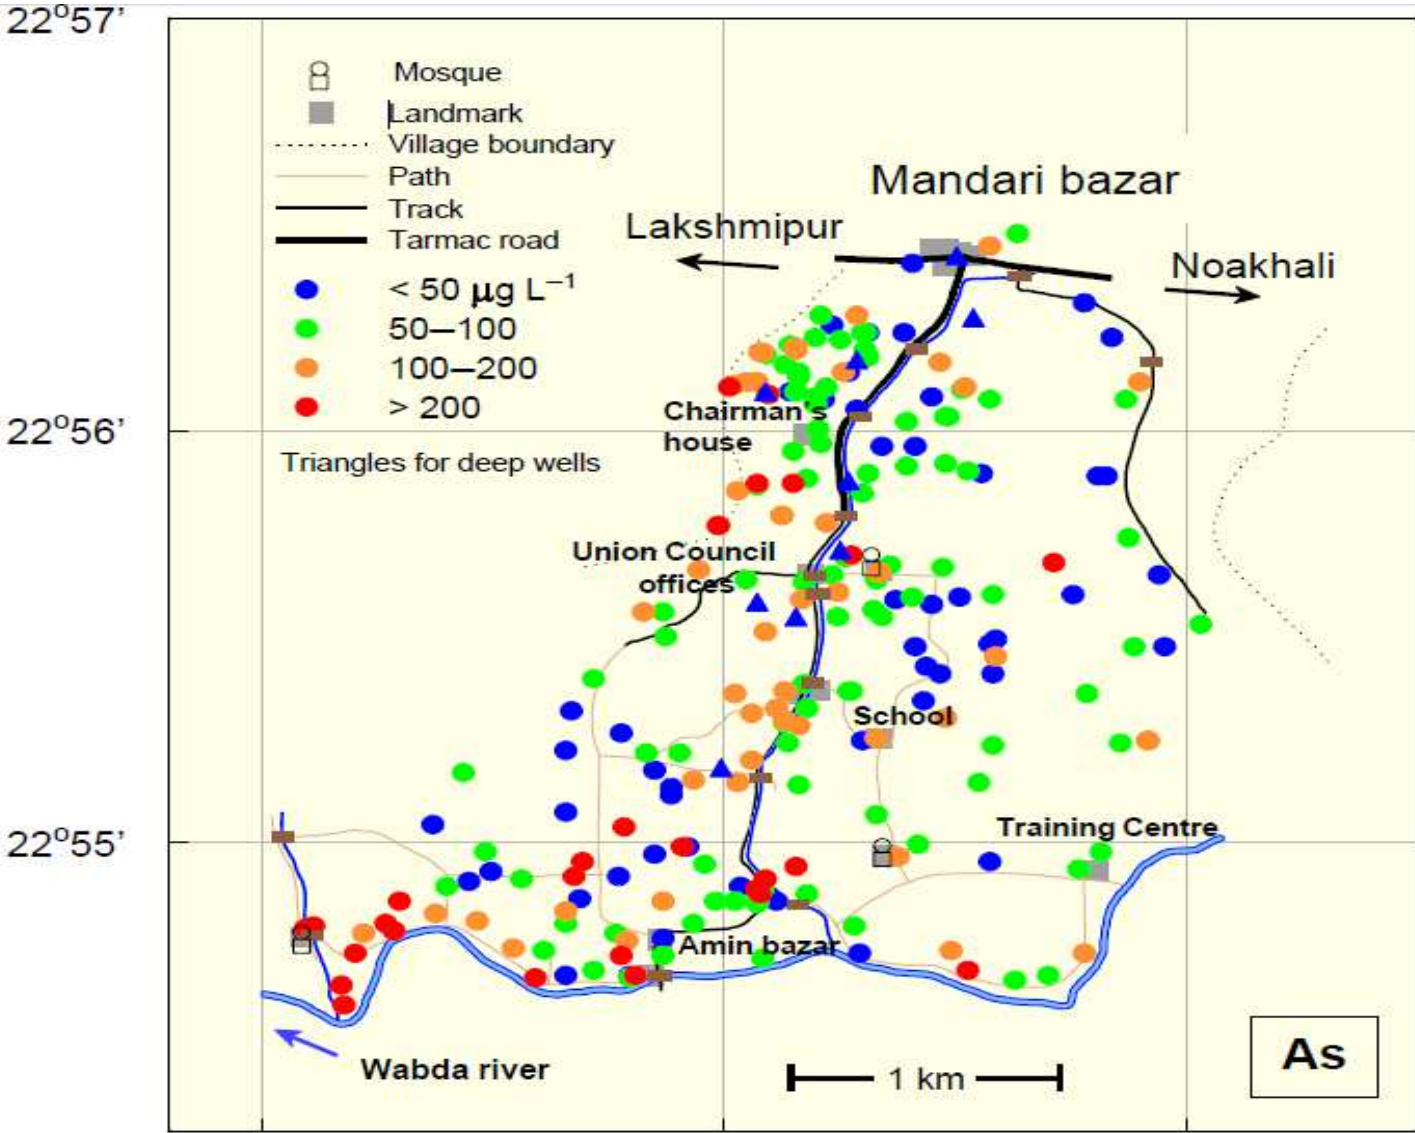 22°57’
Mosque
Landmark
Village boundary
Path
Track
Tarmac road
< 50 µg L⁻¹
50–100
100–200
> 200
Triangles for deep wells
Mandari bazar
Lakshmipur
Noakhali
22°56’
Chairman's
house
Union Council
offices
School
22°55’
Training Centre
Amin bazar
Wabda river
1 km
As